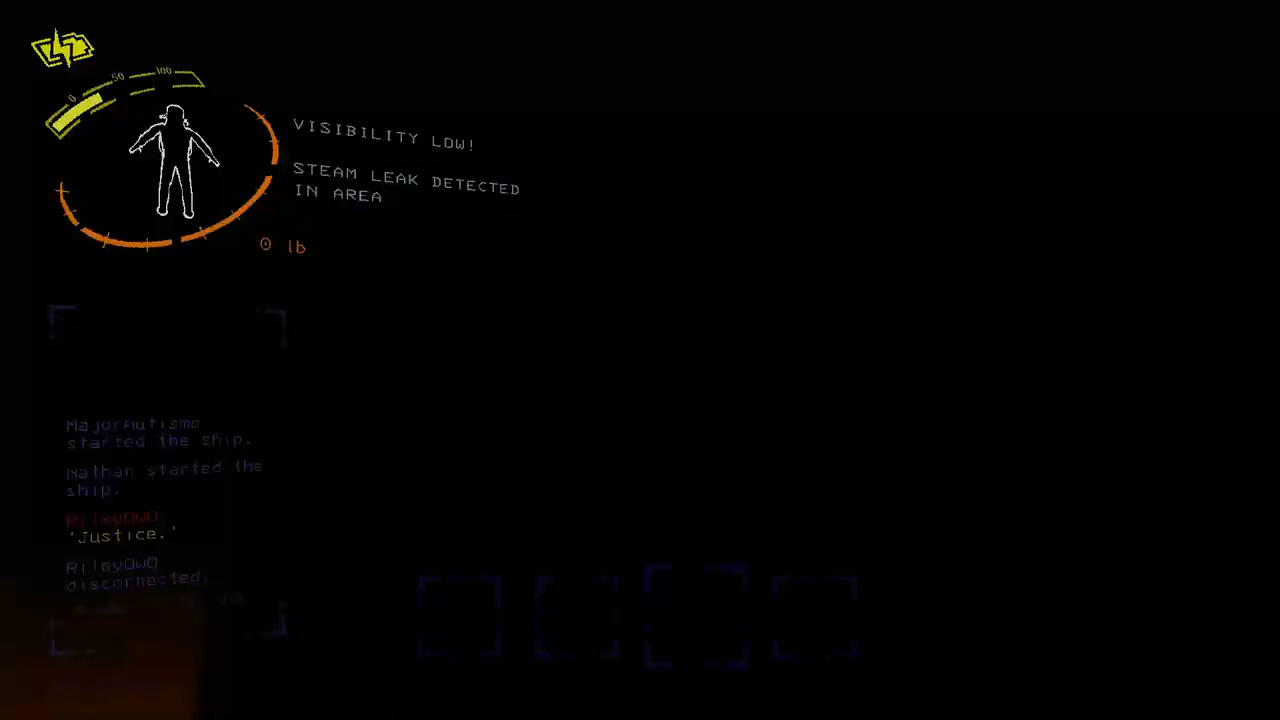 0 50 100
VISIBILITY LOW!
STEAM LEAK DETECTED
IN AREA
0 lb
MajorAutismo
started the ship.
Nathan started the
ship.
RileyOwO:
'Justice.'
RileyOwO
disconnected.